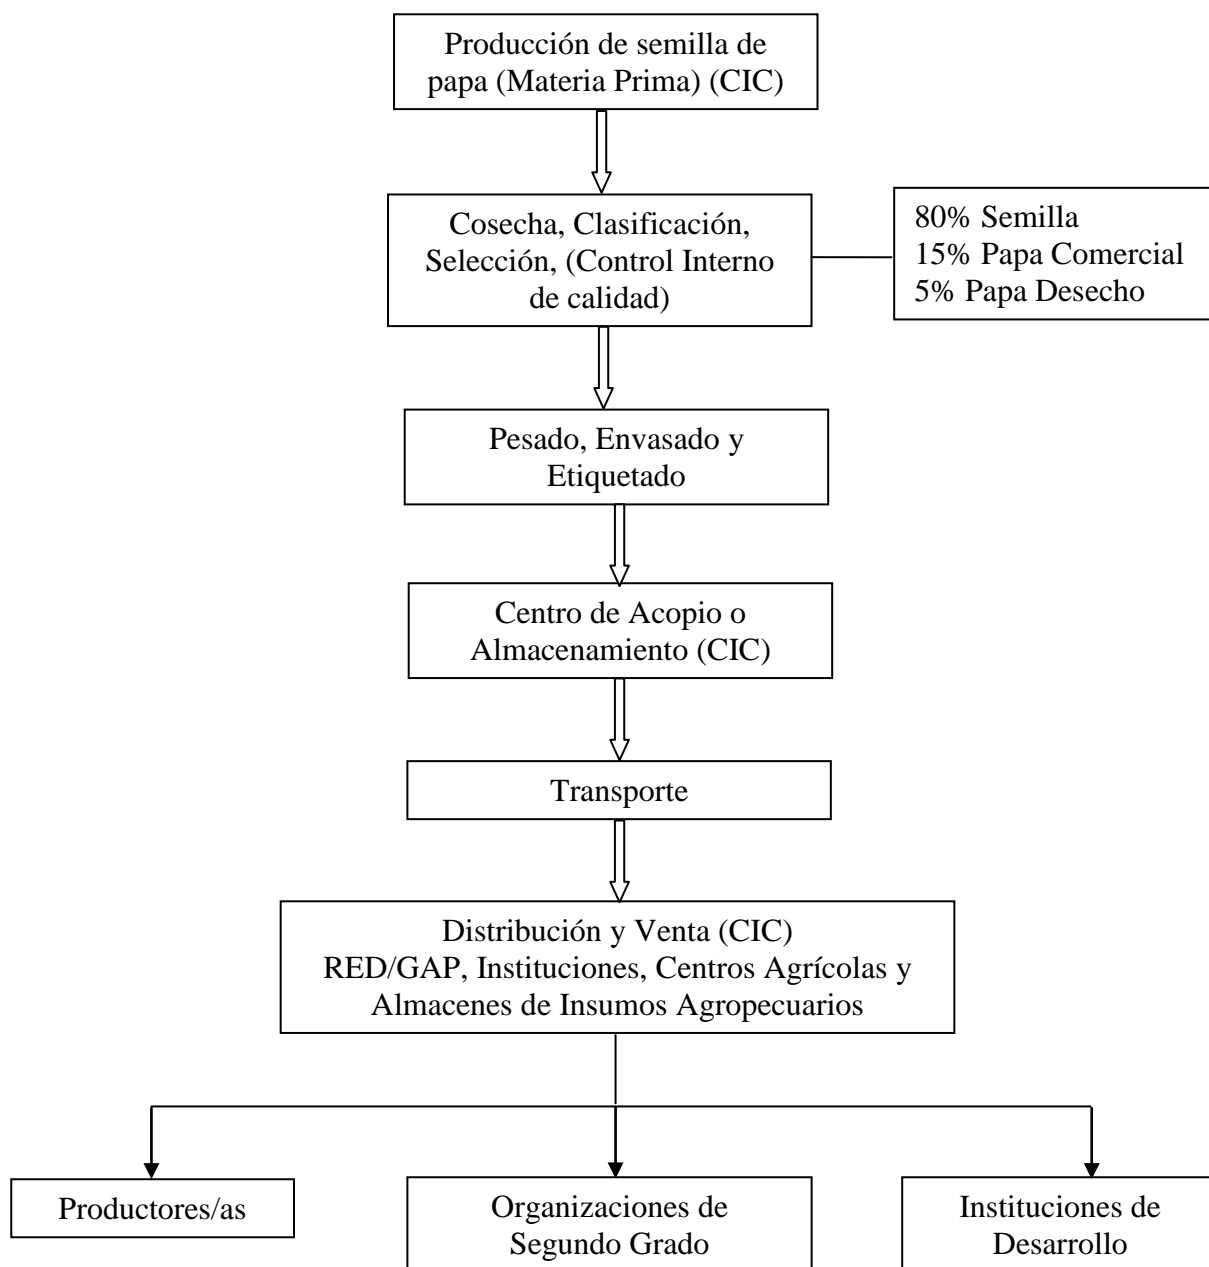 Producción de semilla de
papa (Materia Prima) (CIC)
Cosecha, Clasificación,
Selección, (Control Interno
de calidad)
80% Semilla
15% Papa Comercial
5% Papa Desecho
Pesado, Envasado y
Etiquetado
Centro de Acopio o
Almacenamiento (CIC)
Transporte
Distribución y Venta (CIC)
RED/GAP, Instituciones, Centros Agrícolas y
Almacenes de Insumos Agropecuarios
Productores/as
Organizaciones de
Segundo Grado
Instituciones de
Desarrollo